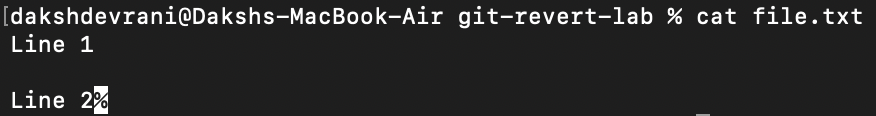 [dakshdevrani@Dakshs-MacBook-Air git-revert-lab % cat file.txt
Line 1
Line 2%